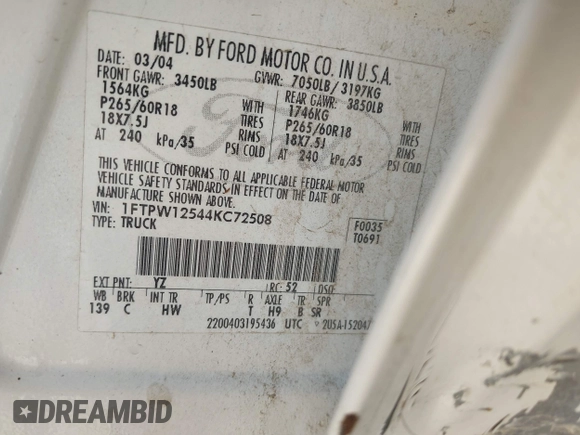 MFD. BY FORD MOTOR CO. IN U.S.A.
DATE: 03/04 GVWR: 7050LB / 3197KG
FRONT GAWR: 3450LB REAR GAWR: 3850LB
1564KG WITH 1746KG WITH
P265/60R18 TIRES P265/60R18 TIRES
18X7.5J RIMS 18X7.5J RIMS
AT 240 kPa/35 PSI COLD AT 240 kPa/35 PSI COLD
THIS VEHICLE CONFORMS TO ALL APPLICABLE FEDERAL MOTOR
VEHICLE SAFETY STANDARDS IN EFFECT ON THE DATE OF
MANUFACTURE SHOWN ABOVE.
VIN: 1FTPW12544KC72508 F0035
TYPE: TRUCK T0691
EXT PNT: YZ RC: 52 DSO:
WB BRK INT TR TP/PS R AXLE TR SPR
139 C HW T H9 B SR
2200403195436 UTC
Ford
DREAMBID